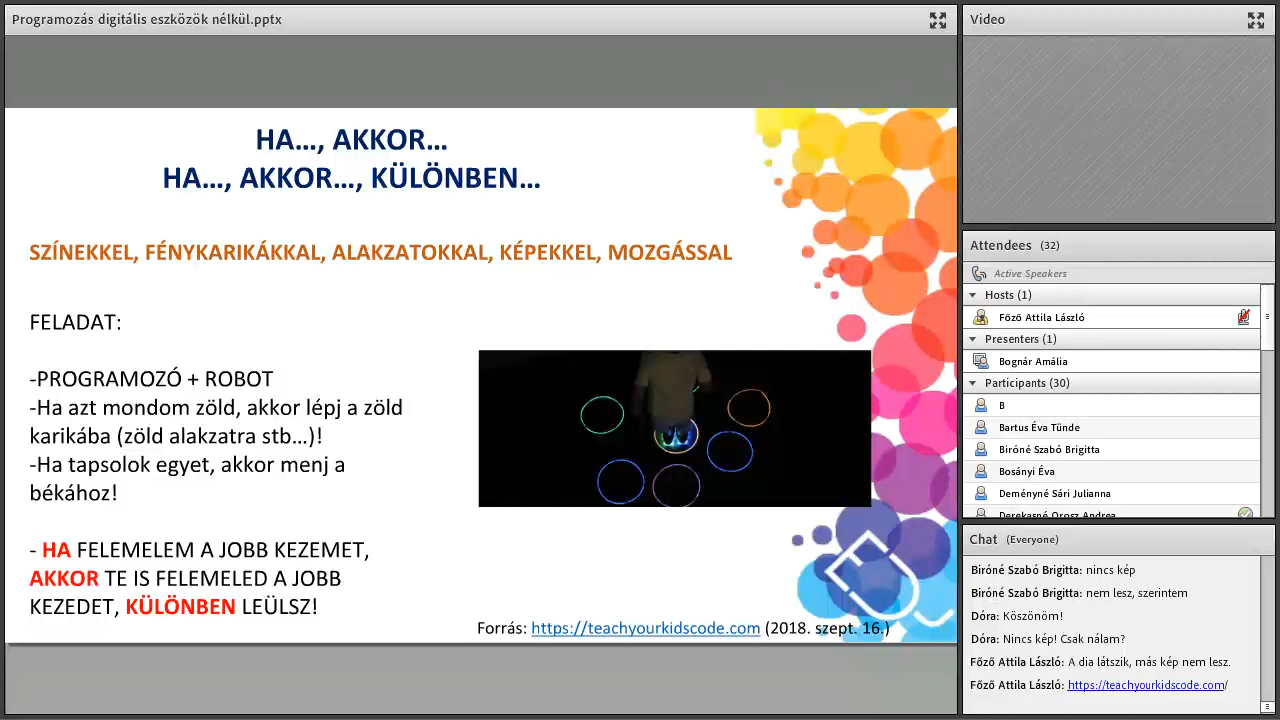 Programozás digitális eszközök nélkül.pptx
HA..., AKKOR...
HA..., AKKOR..., KÜLÖNBEN...
SZÍNEKKEL, FÉNYKARIKÁKKAL, ALAKZATOKKAL, KÉPEKKEL, MOZGÁSSAL
FELADAT:
-PROGRAMOZÓ + ROBOT
-Ha azt mondom zöld, akkor lépj a zöld
karikába (zöld alakzatra stb...)!
-Ha tapsolok egyet, akkor menj a
békához!
- HA FELEMELEM A JOBB KEZEMET,
AKKOR TE IS FELEMELED A JOBB
KEZEDET, KÜLÖNBEN LEÜLSZ!
Forrás: https://teachyourkidscode.com (2018. szept. 16.)
Video
Attendees (32)
Active Speakers
Hosts (1)
Főző Attila László
Presenters (1)
Bognár Amália
Participants (30)
B
Bartus Éva Tünde
Biróné Szabó Brigitta
Bosányi Éva
Deményné Sári Julianna
Derekasné Orosz Andrea
Chat (Everyone)
Biróné Szabó Brigitta: nincs kép
Biróné Szabó Brigitta: nem lesz, szerintem
Dóra: Köszönöm!
Dóra: Nincs kép! Csak nálam?
Főző Attila László: A dia látszik, más kép nem lesz.
Főző Attila László: https://teachyourkidscode.com/